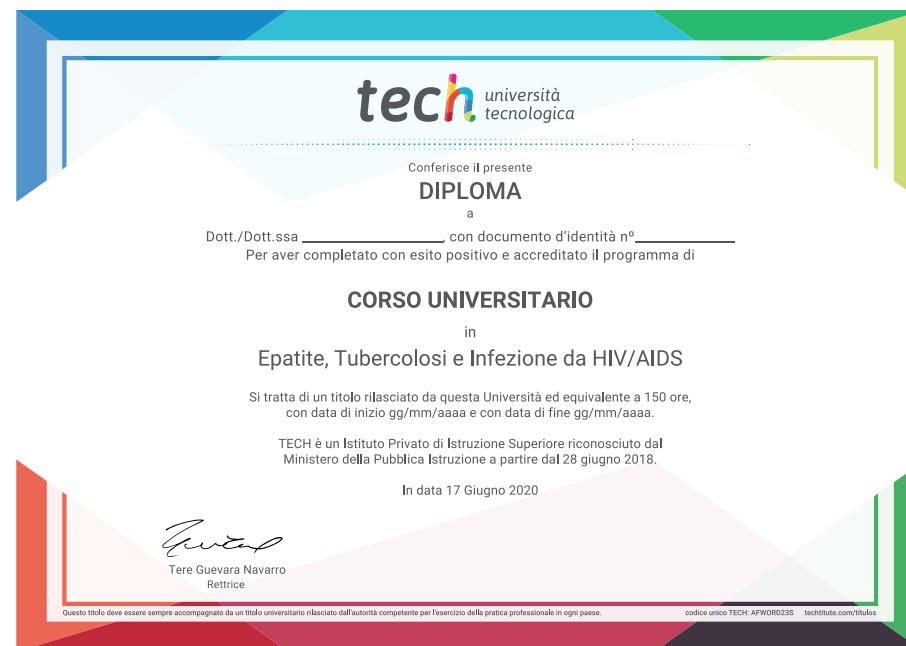 tech università
tecnologica
Conferisce il presente
DIPLOMA
a
Dott./Dott.ssa ____________________, con documento d'identità nº______________
Per aver completato con esito positivo e accreditato il programma di
CORSO UNIVERSITARIO
in
Epatite, Tubercolosi e Infezione da HIV/AIDS
Si tratta di un titolo rilasciato da questa Università ed equivalente a 150 ore,
con data di inizio gg/mm/aaaa e con data di fine gg/mm/aaaa.
TECH è un Istituto Privato di Istruzione Superiore riconosciuto dal
Ministero della Pubblica Istruzione a partire dal 28 giugno 2018.
In data 17 Giugno 2020
Tere Guevara Navarro
Rettrice
Questo titolo deve essere sempre accompagnato da un titolo universitario rilasciato dall'autorità competente per l'esercizio della pratica professionale in ogni paese. codice unico TECH: AFWORD23S techtitute.com/titulos